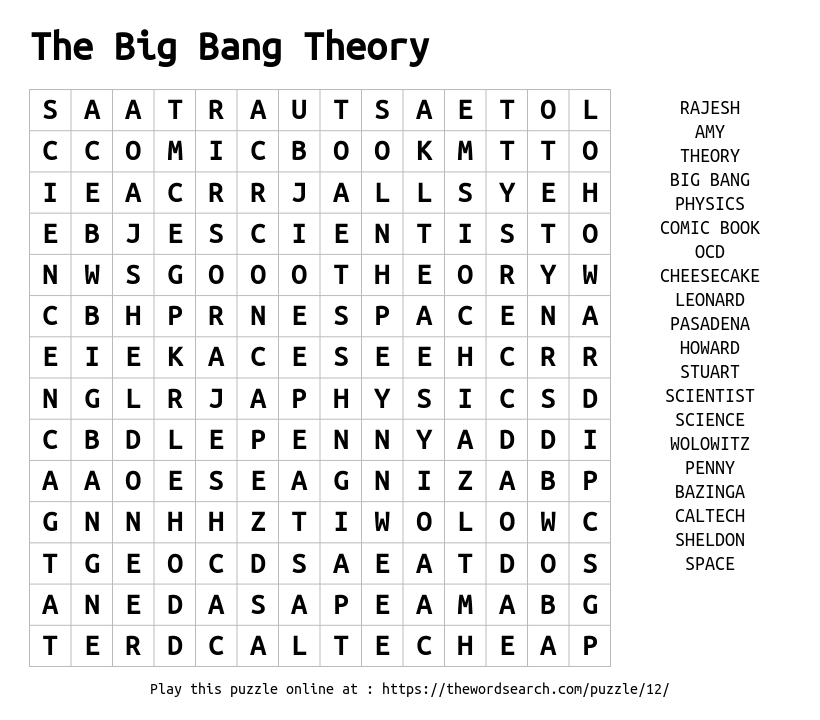 The Big Bang Theory
S A A T R A U T S A E T O L
C C O M I C B O O K M T T O
I E A C R R J A L L S Y E H
E B J E S C I E N T I S T O
N W S G O O O T H E O R Y W
C B H P R N E S P A C E N A
E I E K A C E S E E H C R R
N G L R J A P H Y S I C S D
C B D L E P E N N Y A D D I
A A O E S E A G N I Z A B P
G N N H H Z T I W O L O W C
T G E O C D S A E A T D O S
A N E D A S A P E A M A B G
T E R D C A L T E C H E A P
RAJESH
AMY
THEORY
BIG BANG
PHYSICS
COMIC BOOK
OCD
CHEESECAKE
LEONARD
PASADENA
HOWARD
STUART
SCIENTIST
SCIENCE
WOLOWITZ
PENNY
BAZINGA
CALTECH
SHELDON
SPACE
Play this puzzle online at : https://thewordsearch.com/puzzle/12/